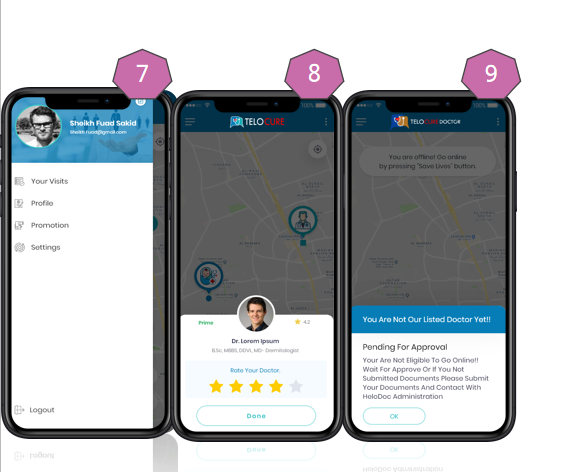 7
8
9
Sheikh Fuad Sakid
Sheikh.Fuad@gmail.com
Your Visits
Profile
Promotion
Settings
Logout
100%
TELOCURE
Prime
4.2
Dr. Lorem Ipsum
B.Sc, MBBS, DDVL, MD- Dermitologist
Rate Your Doctor.
Done
100%
TELOCURE DOCTOR
You are offline! Go online
by pressing "Save Lives" button
You Are Not Our Listed Doctor Yet!!
Pending For Approval
Your Are Not Eligible To Go Online!!
Wait For Approve Or If You Not
Submitted Documents Please Submit
Your Documents And Contact With
HeloDoc Administration
OK